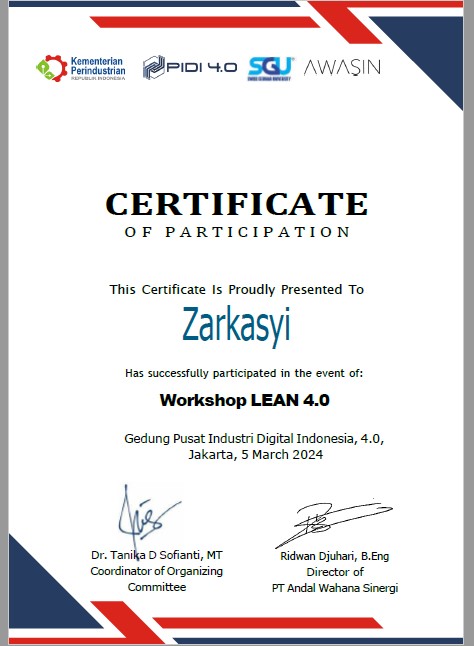 Kementerian
Perindustrian
REPUBLIK INDONESIA
PIDI 4.0
SGU
SWISS GERMAN UNIVERSITY
AWASIN
CERTIFICATE
OF PARTICIPATION
This Certificate Is Proudly Presented To
Zarkasyi
Has successfully participated in the event of:
Workshop LEAN 4.0
Gedung Pusat Industri Digital Indonesia, 4.0,
Jakarta, 5 March 2024
Dr. Tanika D Sofianti, MT
Coordinator of Organizing
Committee
Ridwan Djuhari, B.Eng
Director of
PT Andal Wahana Sinergi